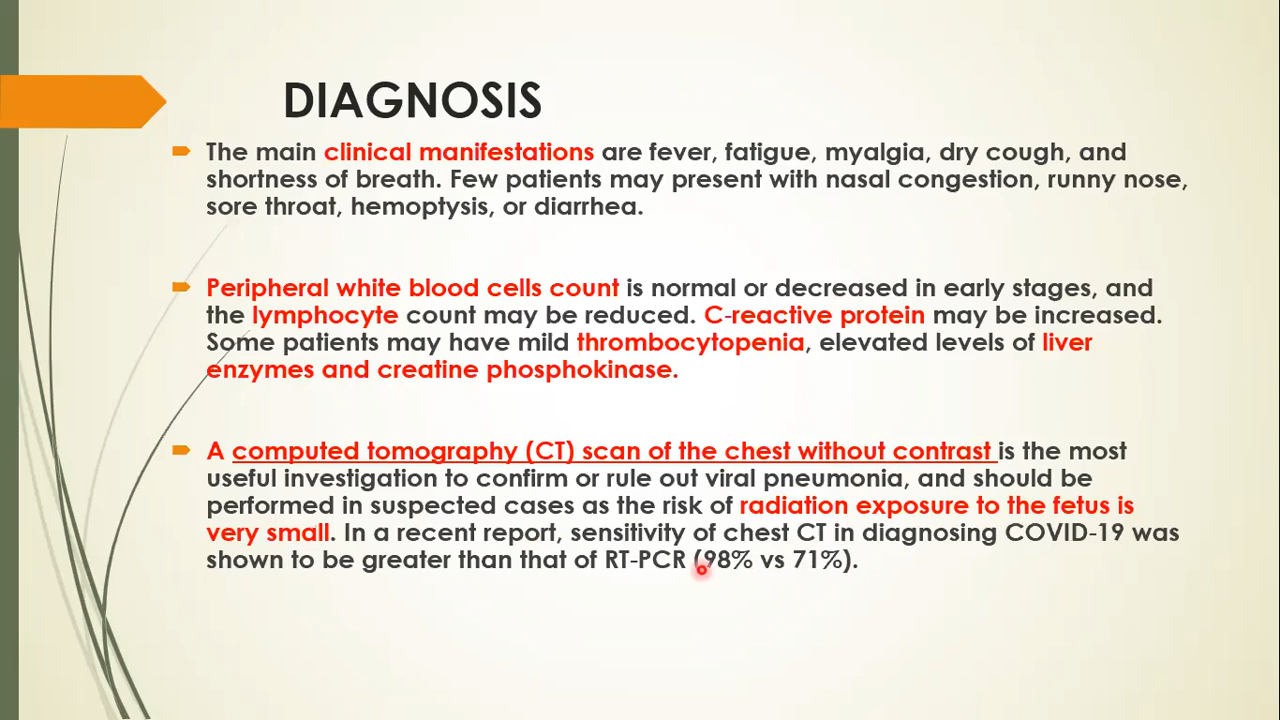 DIAGNOSIS
The main clinical manifestations are fever, fatigue, myalgia, dry cough, and
shortness of breath. Few patients may present with nasal congestion, runny nose,
sore throat, hemoptysis, or diarrhea.
Peripheral white blood cells count is normal or decreased in early stages, and
the lymphocyte count may be reduced. C-reactive protein may be increased.
Some patients may have mild thrombocytopenia, elevated levels of liver
enzymes and creatine phosphokinase.
A computed tomography (CT) scan of the chest without contrast is the most
useful investigation to confirm or rule out viral pneumonia, and should be
performed in suspected cases as the risk of radiation exposure to the fetus is
very small. In a recent report, sensitivity of chest CT in diagnosing COVID-19 was
shown to be greater than that of RT-PCR (98% vs 71%).